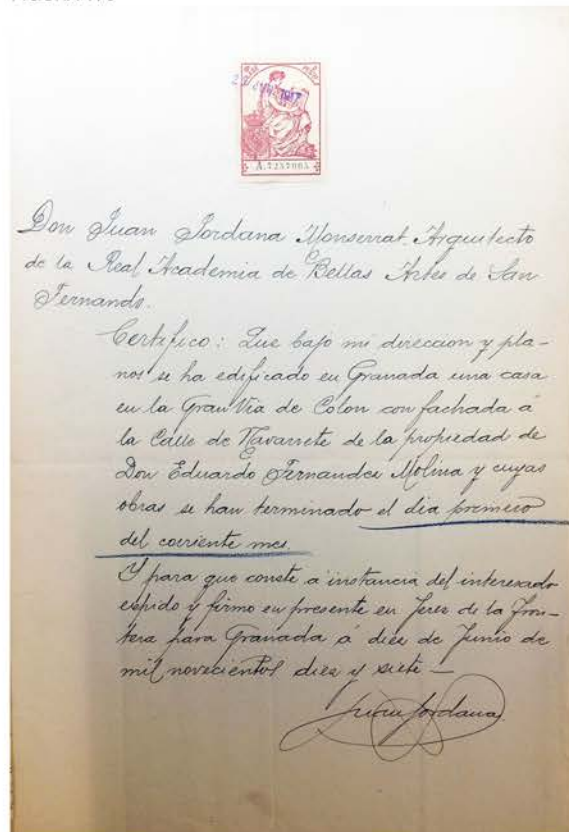 A.7257005
Don Juan Jordana Monserrat Arquitecto
de la Real Academia de Bellas Artes de San
Fernando.
Certifico: Que bajo mi direccion y pla-
nos se ha edificado en Granada una casa
en la Gran Via de Colon con fachada á
la Calle de Navarrete de la propiedad de
Don Eduardo Fernandez Molina y cuyas
obras se han terminado el dia primero
del corriente mes.
Y para que conste a instancia del interesado
espido y firmo en presente en Jerez de la Fron-
tera para Granada á diez de Junio de
mil novecientos diez y siete—
Juan Jordana